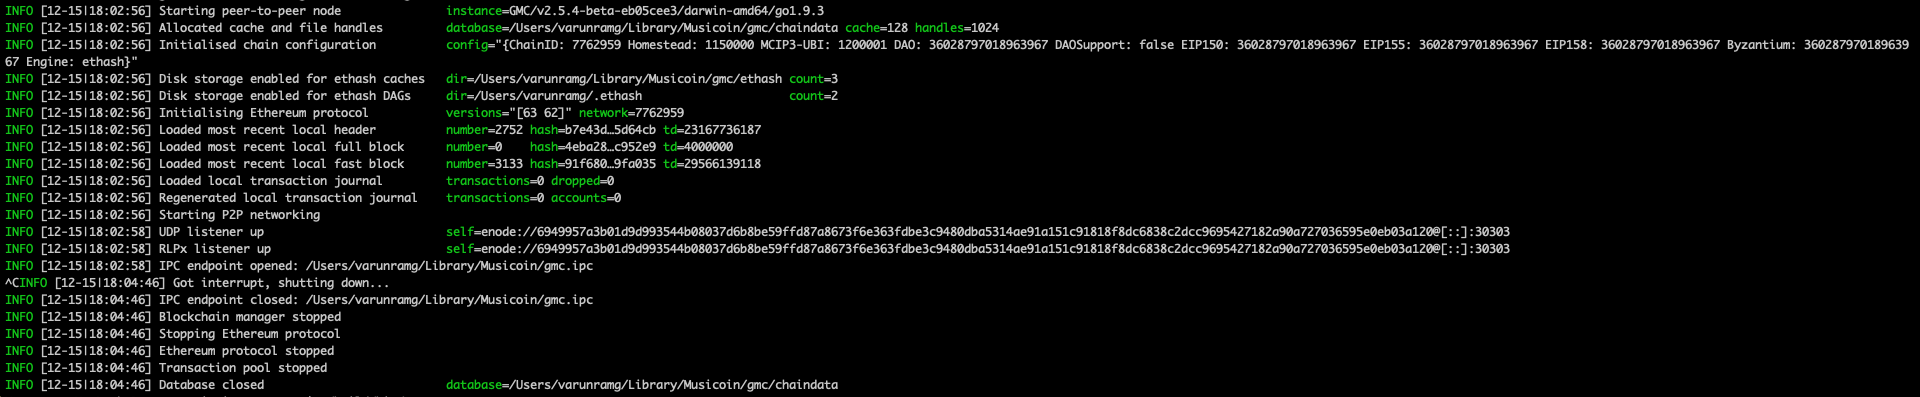 INFO [12-15|18:02:56] Starting peer-to-peer node instance=GMC/v2.5.4-beta-eb05cee3/darwin-amd64/go1.9.3
INFO [12-15|18:02:56] Allocated cache and file handles database=/Users/varunramg/Library/Musicoin/gmc/chaindata cache=128 handles=1024
INFO [12-15|18:02:56] Initialised chain configuration config="{ChainID: 7762959 Homestead: 1150000 MCIP3-UBI: 1200001 DAO: 36028797018963967 DAOSupport: false EIP150: 36028797018963967 EIP155: 36028797018963967 EIP158: 36028797018963967 Byzantium: 360287970189639
67 Engine: ethash}"
INFO [12-15|18:02:56] Disk storage enabled for ethash caches dir=/Users/varunramg/Library/Musicoin/gmc/ethash count=3
INFO [12-15|18:02:56] Disk storage enabled for ethash DAGs dir=/Users/varunramg/.ethash count=2
INFO [12-15|18:02:56] Initialising Ethereum protocol versions="[63 62]" network=7762959
INFO [12-15|18:02:56] Loaded most recent local header number=2752 hash=b7e43d…5d64cb td=23167736187
INFO [12-15|18:02:56] Loaded most recent local full block number=0 hash=4eba28…c952e9 td=4000000
INFO [12-15|18:02:56] Loaded most recent local fast block number=3133 hash=91f680…9fa035 td=29566139118
INFO [12-15|18:02:56] Loaded local transaction journal transactions=0 dropped=0
INFO [12-15|18:02:56] Regenerated local transaction journal transactions=0 accounts=0
INFO [12-15|18:02:56] Starting P2P networking
INFO [12-15|18:02:58] UDP listener up self=enode://6949957a3b01d9d993544b08037d6b8be59ffd87a8673f6e363fdbe3c9480dba5314ae91a151c91818f8dc6838c2dcc9695427182a90a727036595e0eb03a120@[::]:30303
INFO [12-15|18:02:58] RLPx listener up self=enode://6949957a3b01d9d993544b08037d6b8be59ffd87a8673f6e363fdbe3c9480dba5314ae91a151c91818f8dc6838c2dcc9695427182a90a727036595e0eb03a120@[::]:30303
INFO [12-15|18:02:58] IPC endpoint opened: /Users/varunramg/Library/Musicoin/gmc.ipc
^CINFO [12-15|18:04:46] Got interrupt, shutting down...
INFO [12-15|18:04:46] IPC endpoint closed: /Users/varunramg/Library/Musicoin/gmc.ipc
INFO [12-15|18:04:46] Blockchain manager stopped
INFO [12-15|18:04:46] Stopping Ethereum protocol
INFO [12-15|18:04:46] Ethereum protocol stopped
INFO [12-15|18:04:46] Transaction pool stopped
INFO [12-15|18:04:46] Database closed database=/Users/varunramg/Library/Musicoin/gmc/chaindata